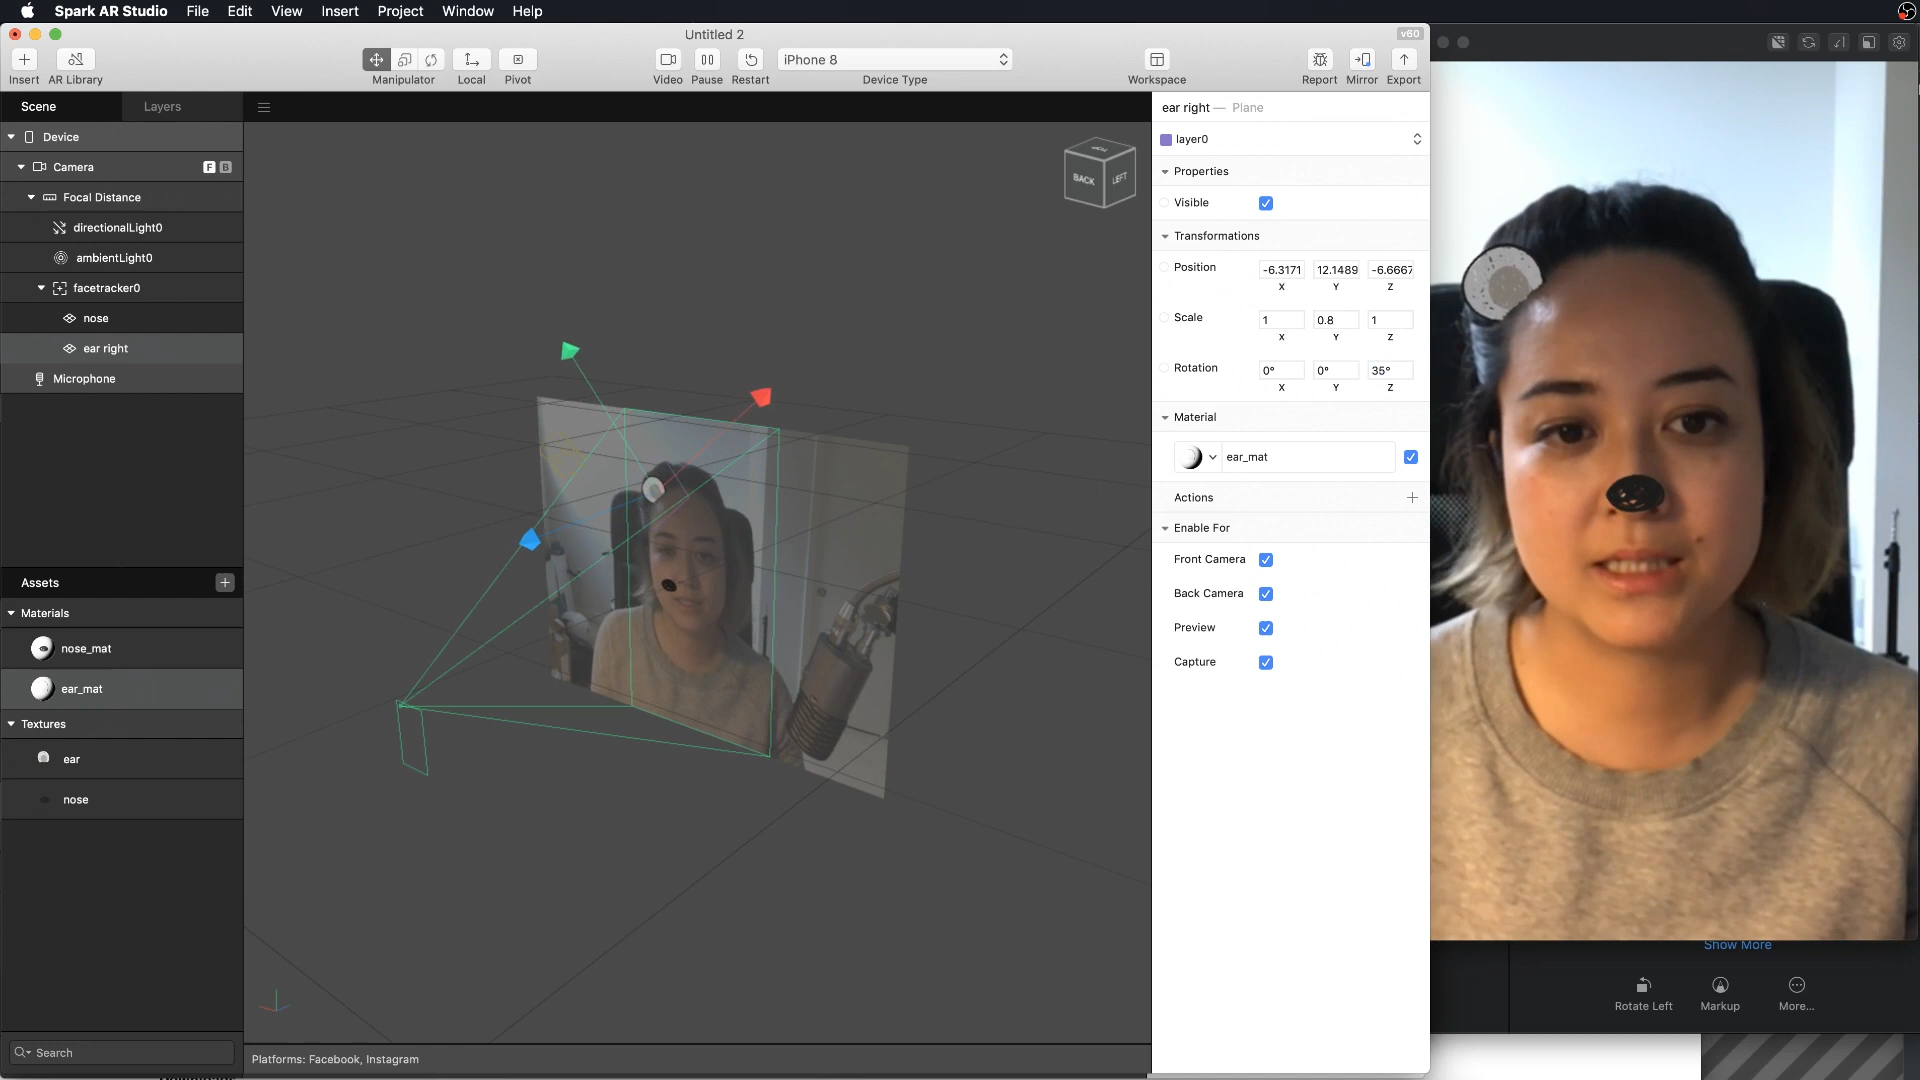 Spark AR Studio File Edit View Insert Project Window Help
Untitled 2
v60
Insert AR Library Manipulator Local Pivot Video Pause Restart iPhone 8 Device Type Workspace Report Mirror Export
Scene Layers
Device
Camera F B
Focal Distance
directionalLight0
ambientLight0
facetracker0
nose
ear right
Microphone
Assets
Materials
nose_mat
ear_mat
Textures
ear
nose
Search
TOP
BACK LEFT
Platforms: Facebook, Instagram
ear right — Plane
layer0
Properties
Visible
Transformations
Position -6.3171 12.1489 -6.6667
X Y Z
Scale 1 0.8 1
X Y Z
Rotation 0° 0° 35°
X Y Z
Material
ear_mat
Actions
Enable For
Front Camera
Back Camera
Preview
Capture
Show More
Rotate Left Markup More...